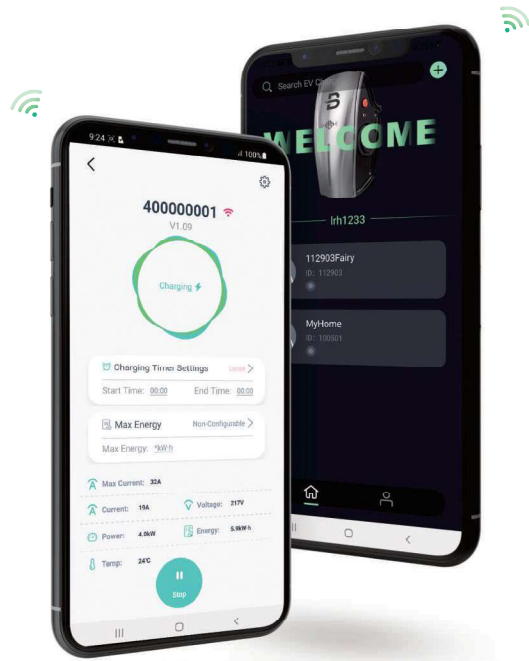 9:24
100%
400000001
V1.09
Charging
Charging Timer Settings
Start Time: 00:00 End Time: 00:00
Max Energy Non-Configurable
Max Energy: *kW·h
Max Current: 32A
Current: 19A Voltage: 217V
Power: 4.0kW Energy: 5.9kW·h
Temp: 24℃
Stop
Search EV
B
WELCOME
lrh1233
112903Fairy
ID: 112903
MyHome
ID: 100501